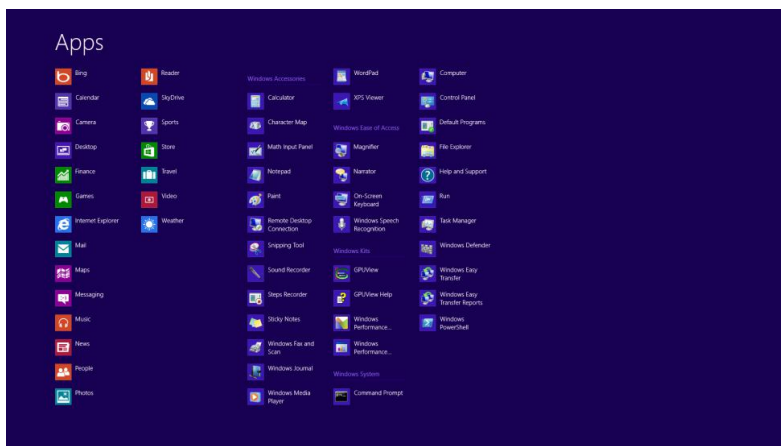 Apps
Bing
Calendar
Camera
Desktop
Finance
Games
Internet Explorer
Mail
Maps
Messaging
Music
News
People
Photos
Reader
SkyDrive
Sports
Store
Travel
Video
Weather
Windows Accessories
Calculator
Character Map
Math Input Panel
Notepad
Paint
Remote Desktop
Connection
Snipping Tool
Sound Recorder
Steps Recorder
Sticky Notes
Windows Fax and
Scan
Windows Journal
Windows Media
Player
WordPad
XPS Viewer
Windows Ease of Access
Magnifier
Narrator
On-Screen
Keyboard
Windows Speech
Recognition
Windows Kits
GPUView
GPUView Help
Windows
Performance...
Windows
Performance...
Windows System
Command Prompt
Computer
Control Panel
Default Programs
File Explorer
Help and Support
Run
Task Manager
Windows Defender
Windows Easy
Transfer
Windows Easy
Transfer Reports
Windows
PowerShell